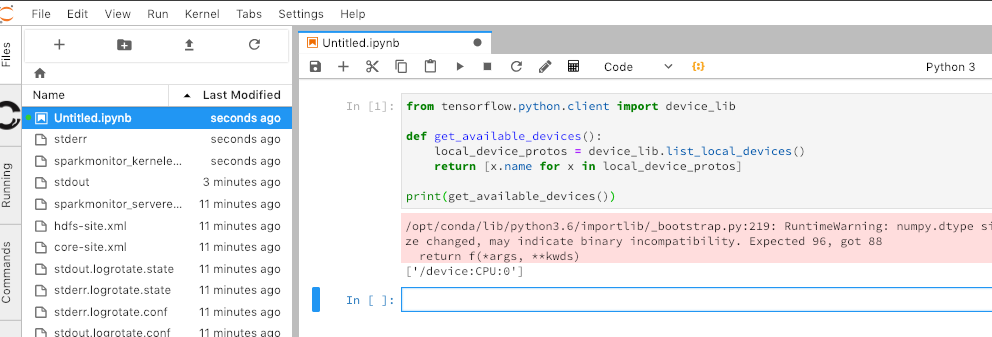 File Edit View Run Kernel Tabs Settings Help
Files
Running
Commands
Name Last Modified
Untitled.ipynb seconds ago
stderr seconds ago
sparkmonitor_kernele... seconds ago
stdout 3 minutes ago
sparkmonitor_servere... 11 minutes ago
hdfs-site.xml 11 minutes ago
core-site.xml 11 minutes ago
stdout.logrotate.state 11 minutes ago
stderr.logrotate.state 11 minutes ago
stderr.logrotate.conf 11 minutes ago
stdout.logrotate.conf 11 minutes ago
Untitled.ipynb
Code {:} Python 3
In [1]: from tensorflow.python.client import device_lib
def get_available_devices():
local_device_protos = device_lib.list_local_devices()
return [x.name for x in local_device_protos]
print(get_available_devices())
/opt/conda/lib/python3.6/importlib/_bootstrap.py:219: RuntimeWarning: numpy.dtype si
ze changed, may indicate binary incompatibility. Expected 96, got 88
return f(*args, **kwds)
['/device:CPU:0']
In [ ]: